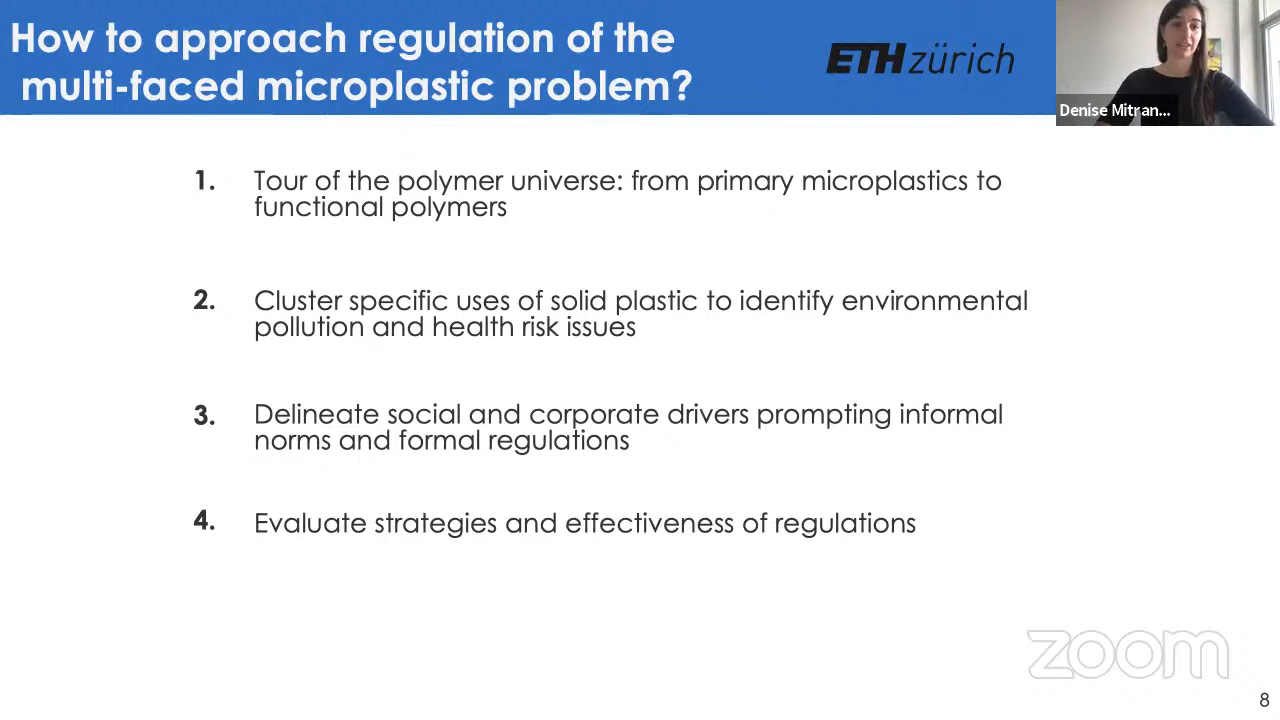 How to approach regulation of the
multi-faced microplastic problem?
ETH zürich
Denise Mitran...
1. Tour of the polymer universe: from primary microplastics to
functional polymers
2. Cluster specific uses of solid plastic to identify environmental
pollution and health risk issues
3. Delineate social and corporate drivers prompting informal
norms and formal regulations
4. Evaluate strategies and effectiveness of regulations
zoom
8